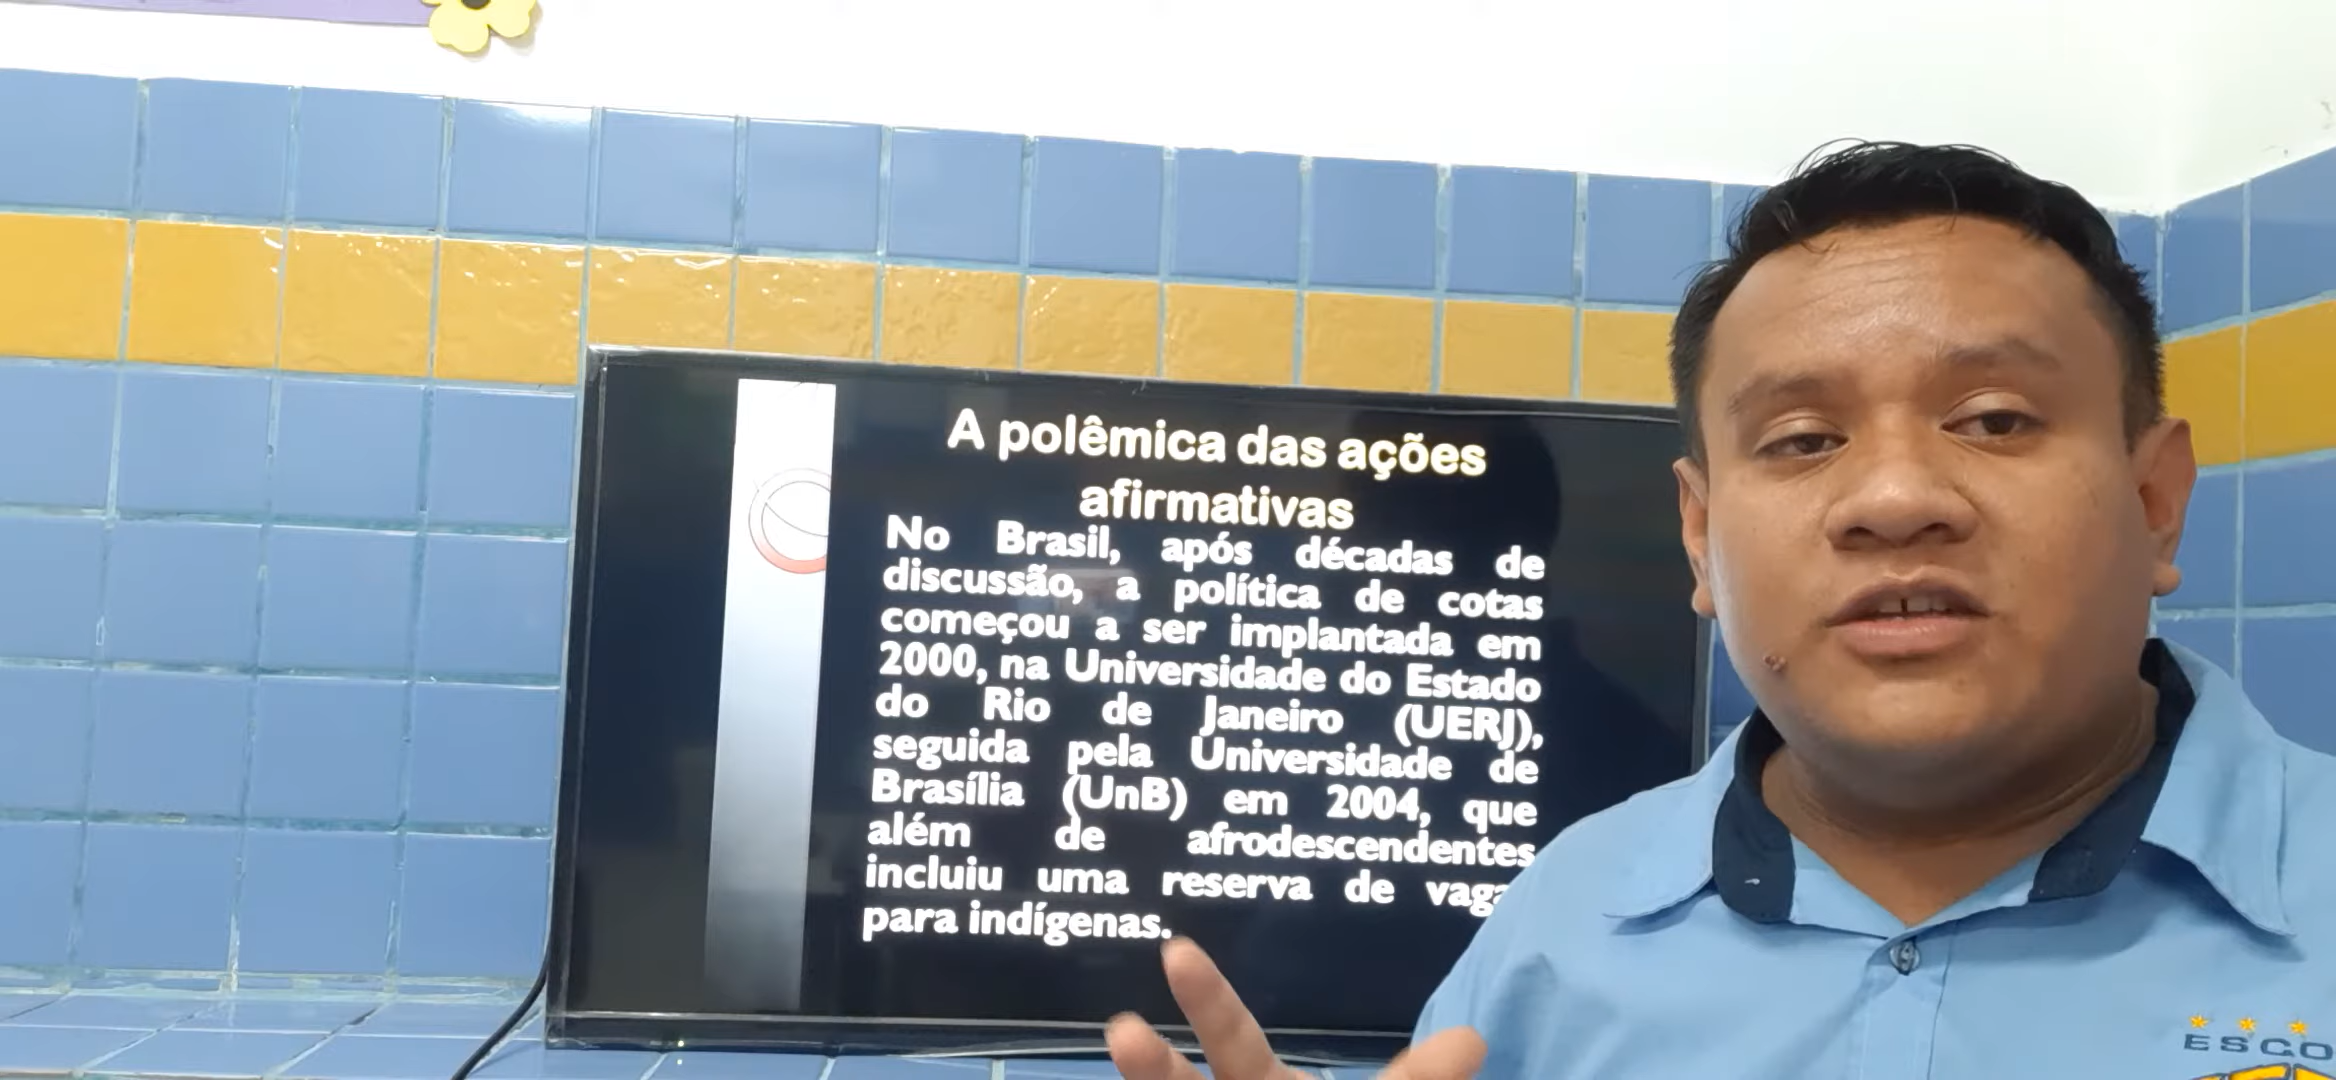 A polêmica das ações
afirmativas
No Brasil, após décadas de
discussão, a política de cotas
começou a ser implantada em
2000, na Universidade do Estado
do Rio de Janeiro (UERJ),
seguida pela Universidade de
Brasília (UnB) em 2004, que
além de afrodescendentes
incluiu uma reserva de
para indígenas.